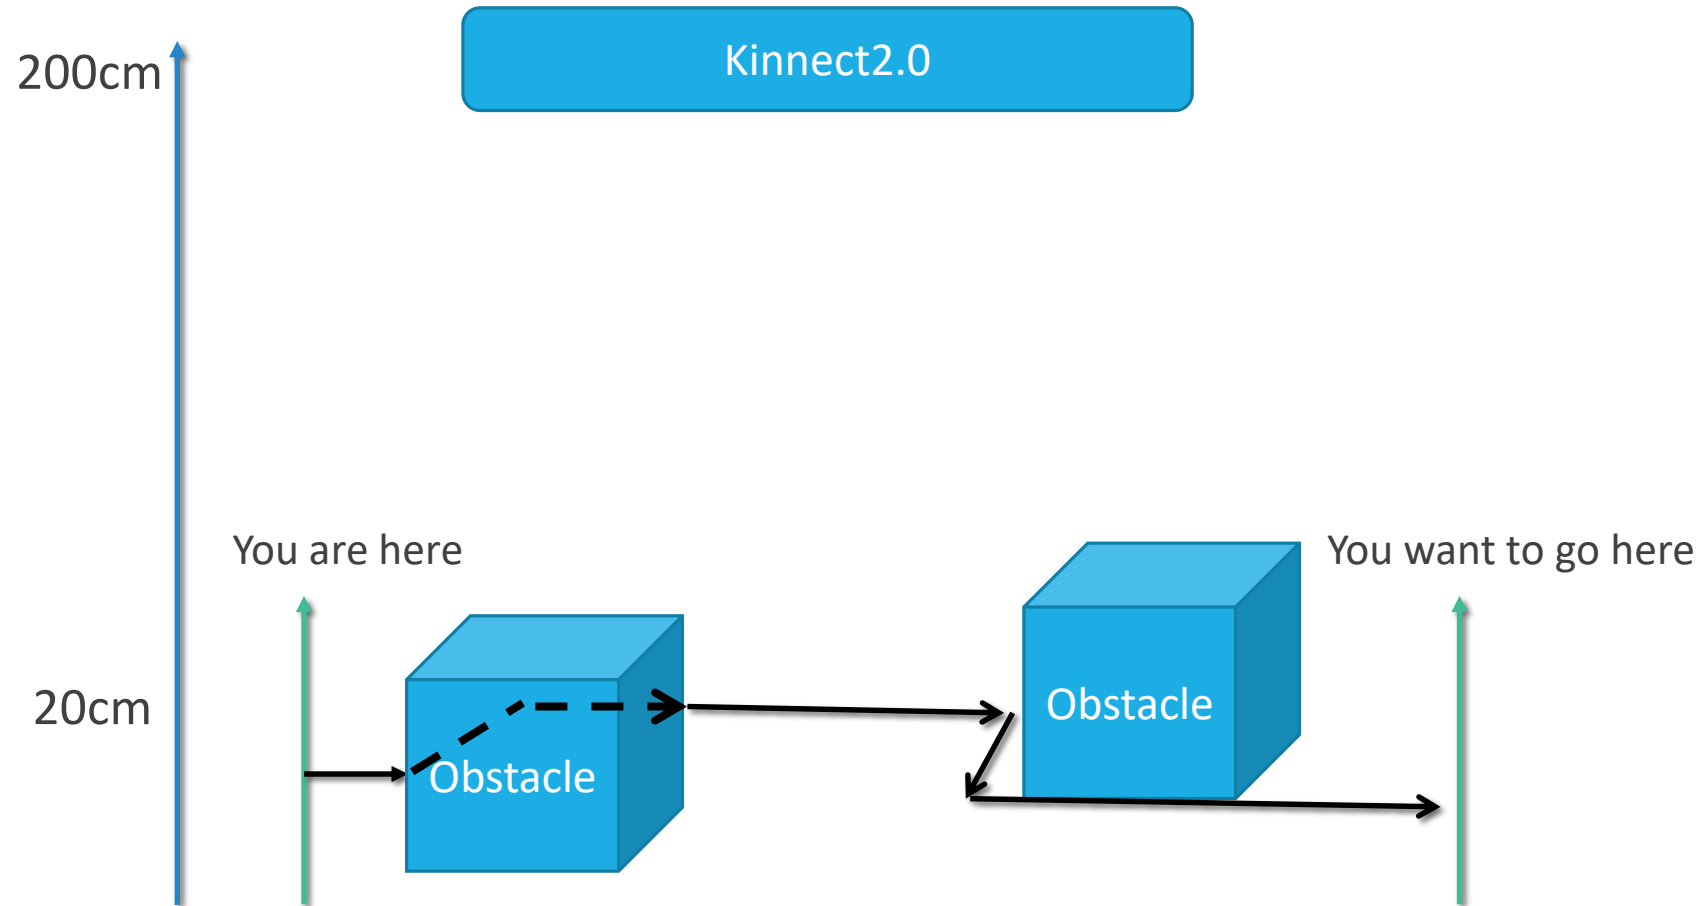 Kinnect2.0
200cm
You are here
You want to go here
20cm
Obstacle
Obstacle